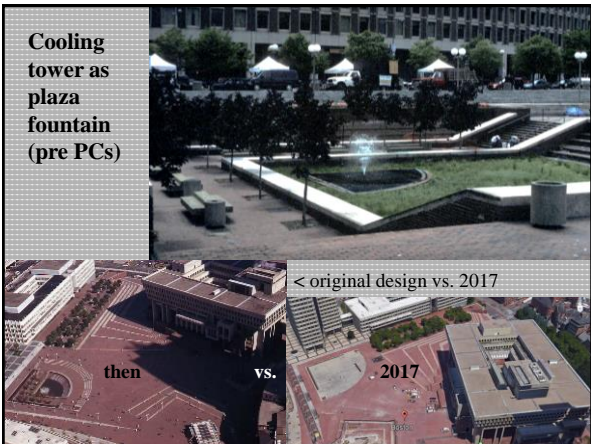 Cooling
tower as
plaza
fountain
(pre PCs)
< original design vs. 2017
then
vs.
2017